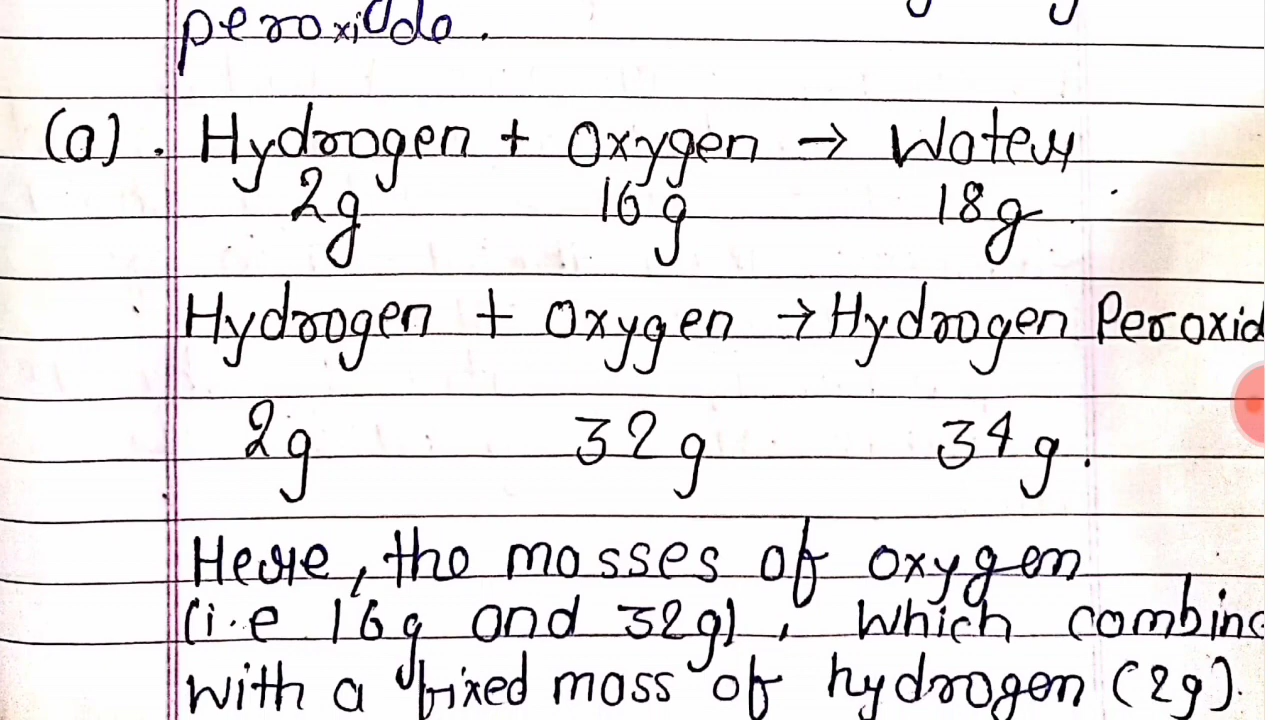 peroxide.
(a). Hydrogen + Oxygen → Water
2g 16g 18g
Hydrogen + Oxygen → Hydrogen Peroxid
2g 32g 34g.
Here, the masses of oxygen
(i.e 16g and 32g), which combine
with a fixed mass of hydrogen (2g).